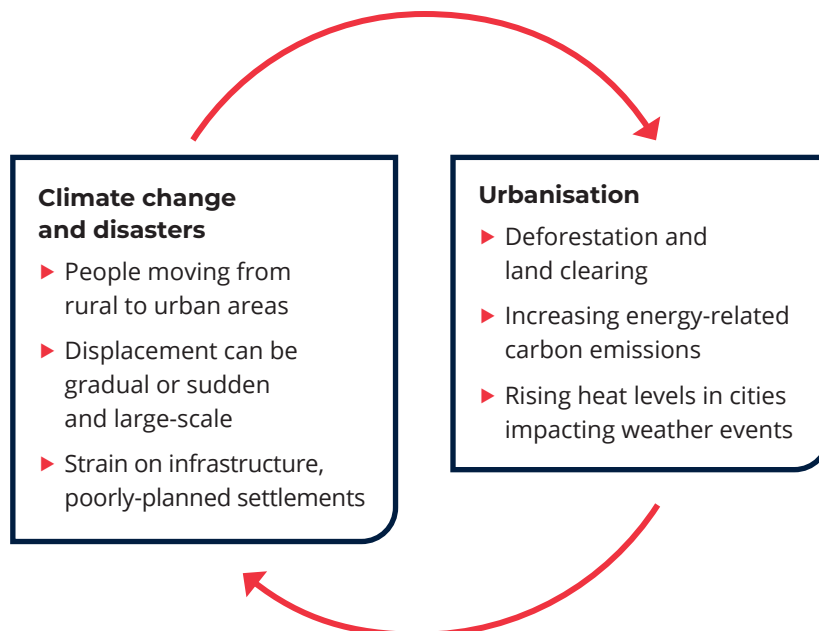 Climate change
and disasters
People moving from
rural to urban areas
Displacement can be
gradual or sudden
and large-scale
Strain on infrastructure,
poorly-planned settlements
Urbanisation
Deforestation and
land clearing
Increasing energy-related
carbon emissions
Rising heat levels in cities
impacting weather events